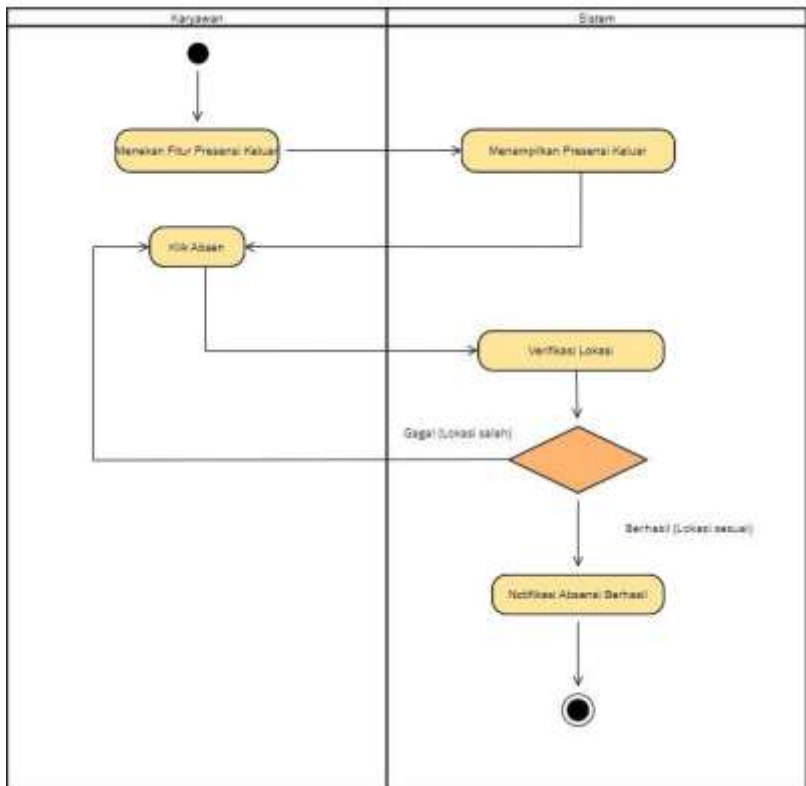 Karyawan
Sistem
Menekan Fitur Presensi Keluar
Menampilkan Presensi Keluar
Klik Absen
Verifikasi Lokasi
Gagal (Lokasi salah)
Berhasil (Lokasi sesuai)
Notifikasi Absensi Berhasil